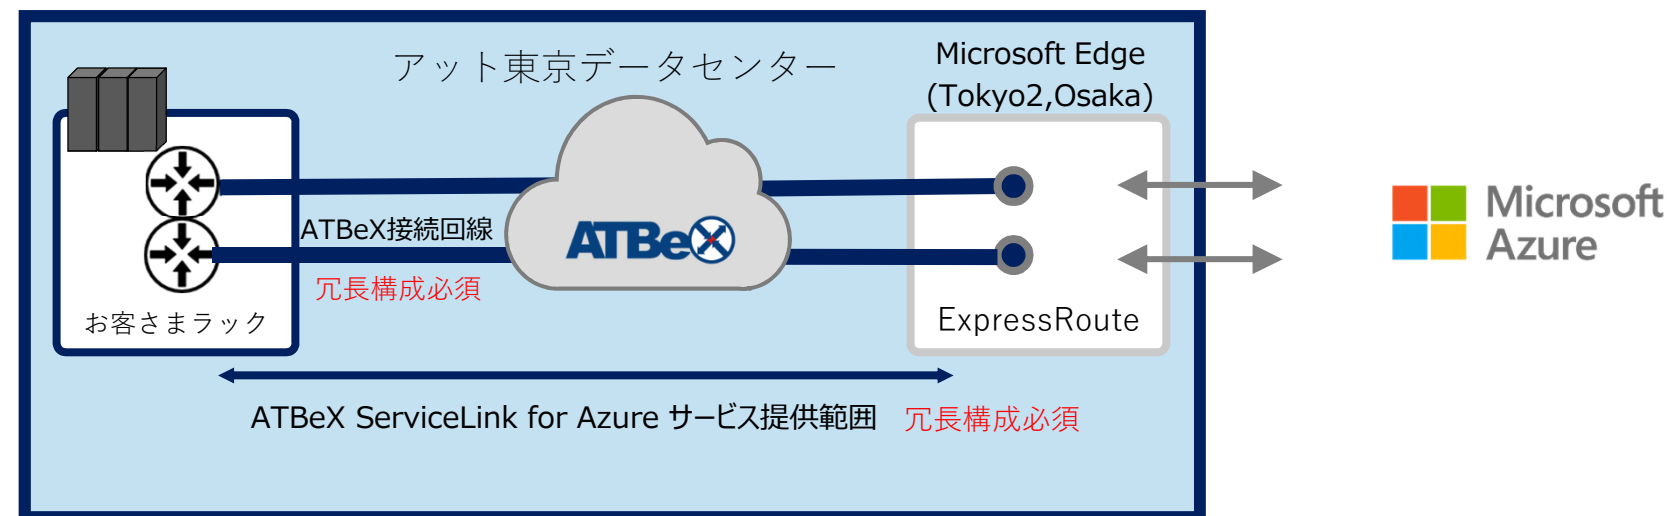 アット東京データセンター
Microsoft Edge
(Tokyo2,Osaka)
ATBeX接続回線
冗長構成必須
ATBeX
お客さまラック
ExpressRoute
Microsoft
Azure
ATBeX ServiceLink for Azure サービス提供範囲
冗長構成必須